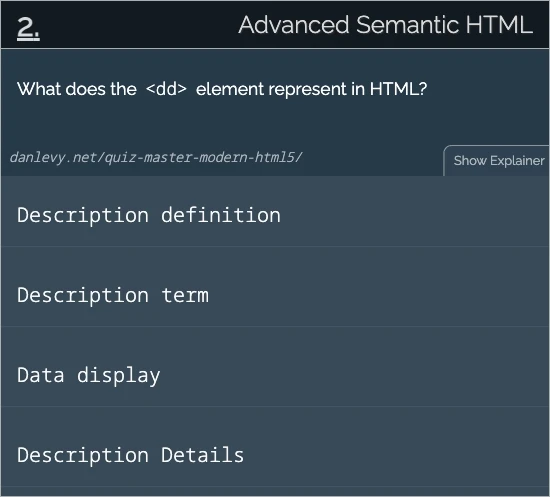 2.
Advanced Semantic HTML
What does the <dd> element represent in HTML?
danlevy.net/quiz-master-modern-html5/
Show Explainer
Description definition
Description term
Data display
Description Details